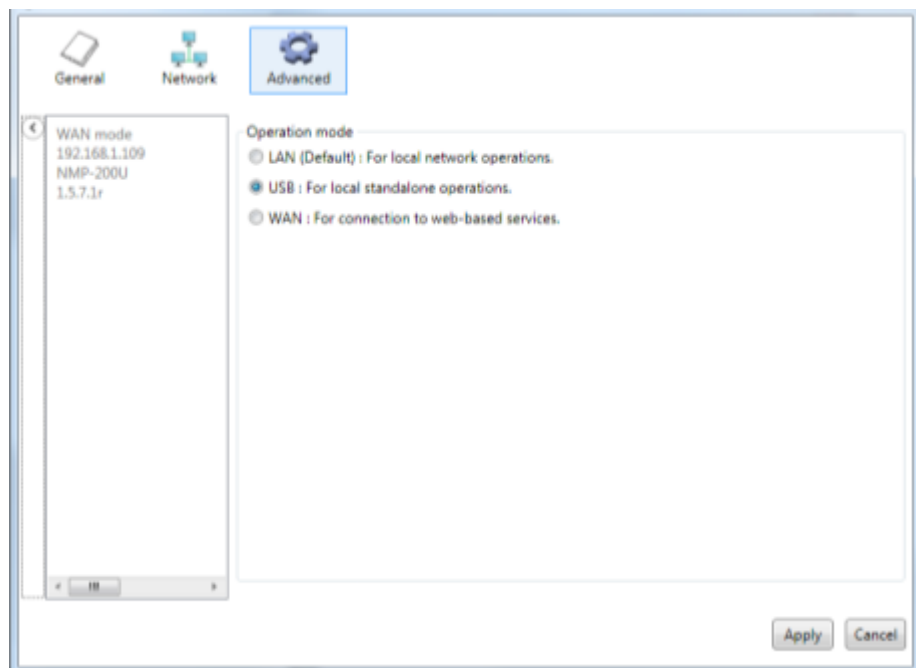 General
Network
Advanced
WAN mode
192.168.1.109
NMP-200U
1.5.7.1r
Operation mode
LAN (Default) : For local network operations.
USB : For local standalone operations.
WAN : For connection to web-based services.
Apply
Cancel